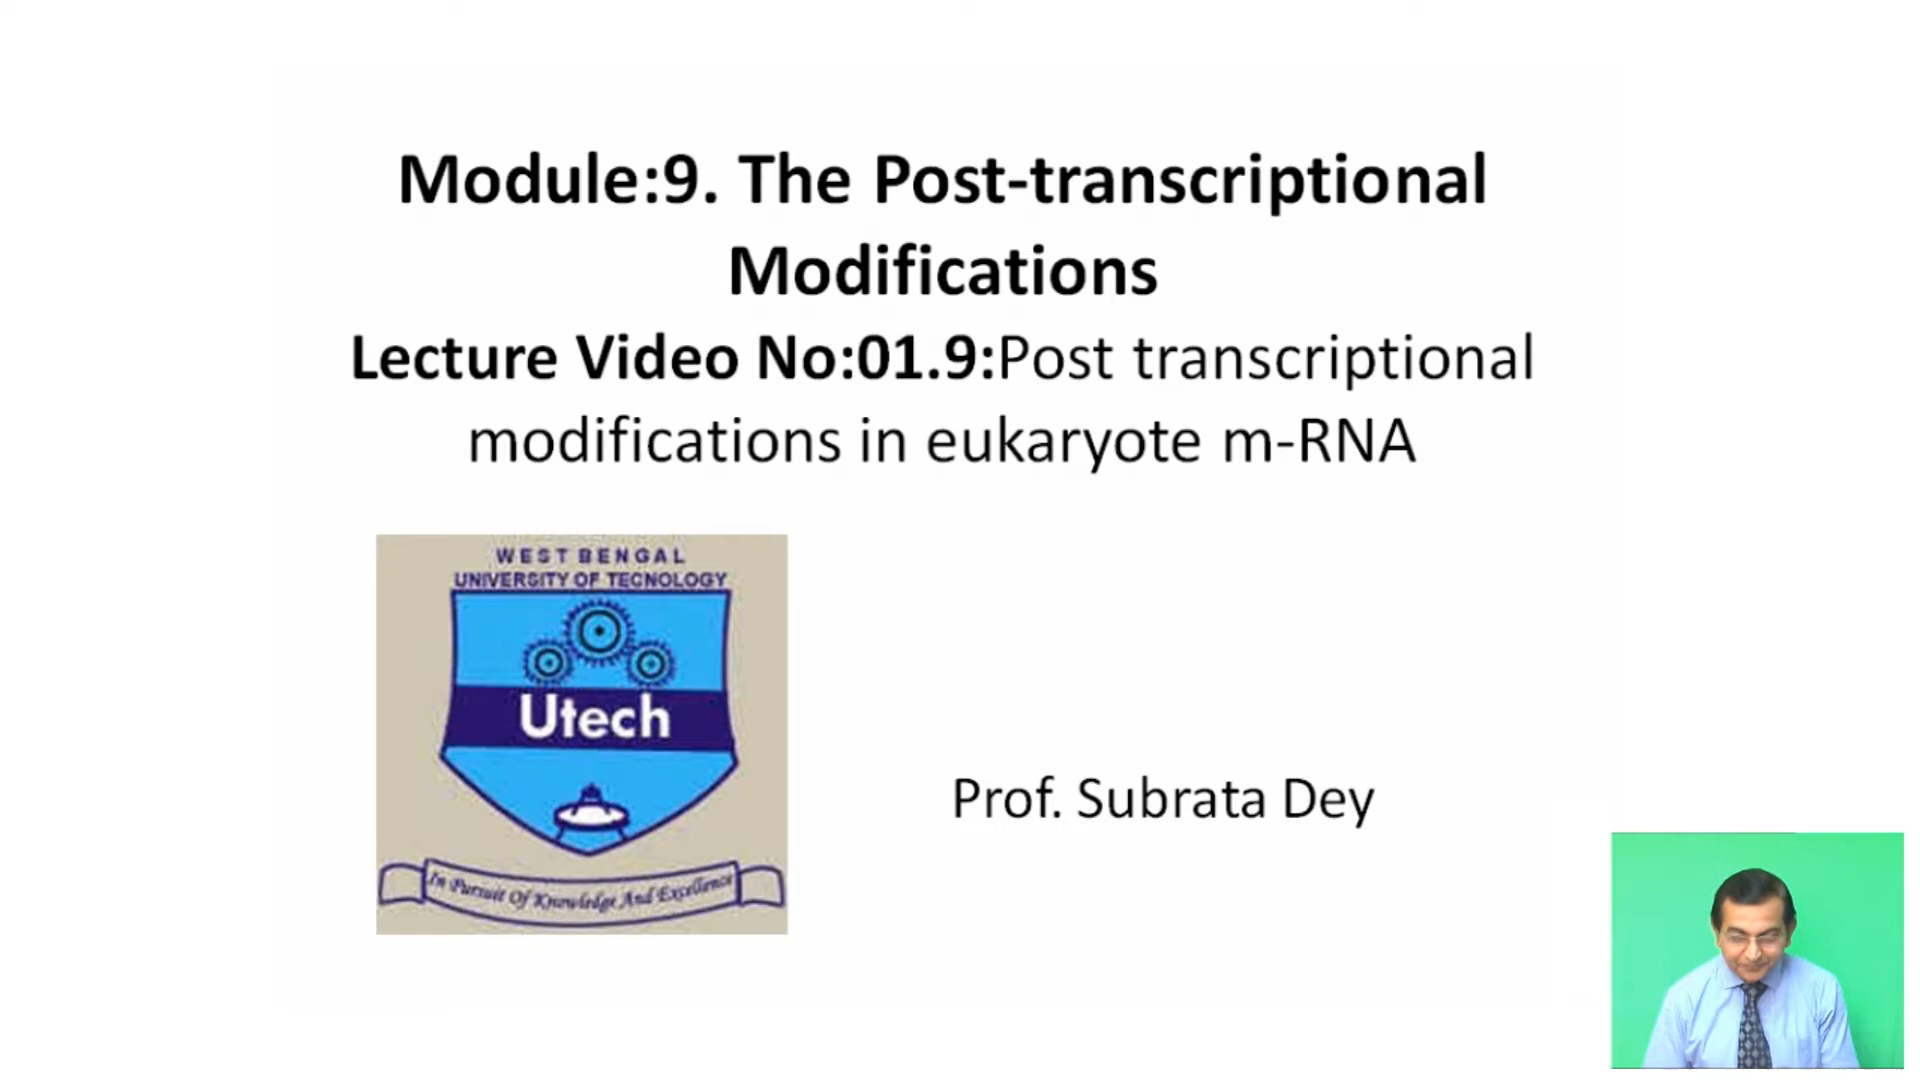 Module:9. The Post-transcriptional
Modifications
Lecture Video No:01.9:Post transcriptional
modifications in eukaryote m-RNA
WEST BENGAL
UNIVERSITY OF TECNOLOGY
Utech
In Pursuit Of Knowledge And Excellence
Prof. Subrata Dey